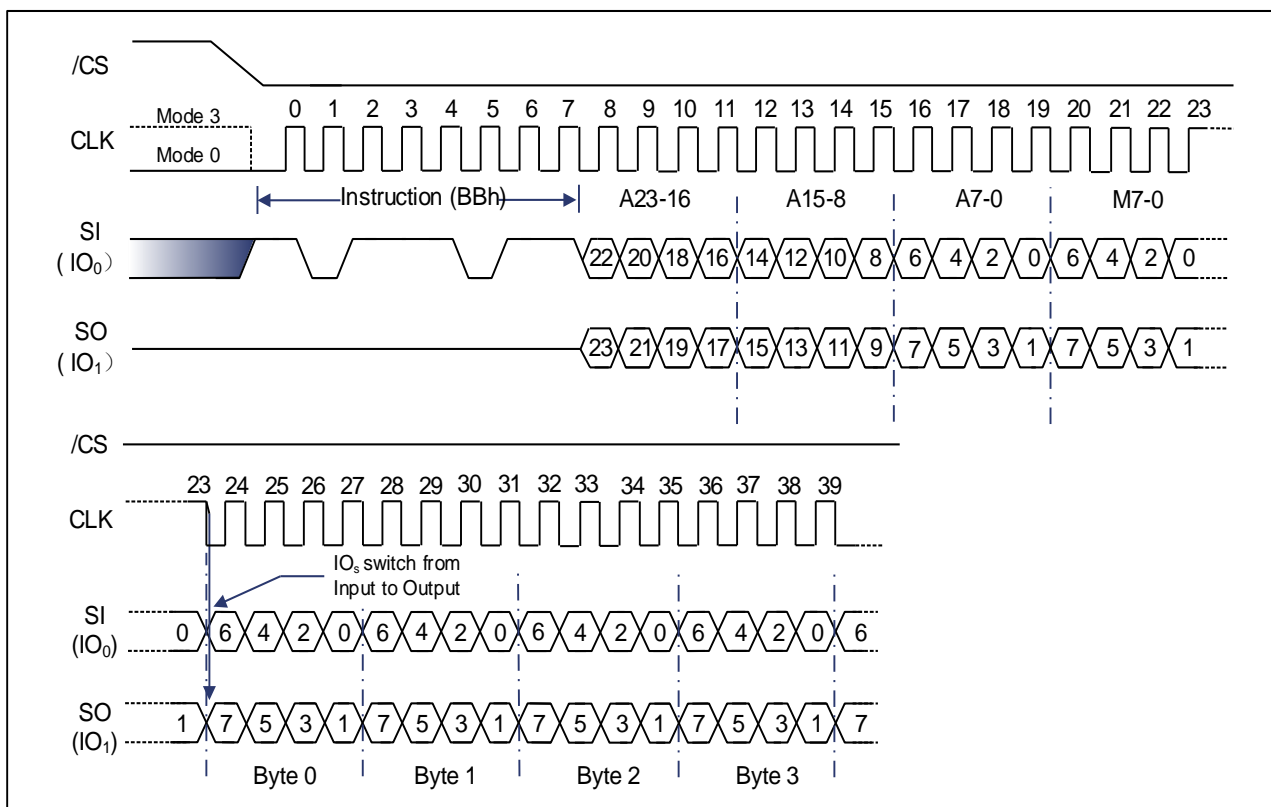 /CS
0 1 2 3 4 5 6 7 8 9 10 11 12 13 14 15 16 17 18 19 20 21 22 23
Mode 3
CLK
Mode 0
Instruction (BBh) A23-16 A15-8 A7-0 M7-0
SI
( IO0）
22 20 18 16 14 12 10 8 6 4 2 0 6 4 2 0
SO
( IO1）
23 21 19 17 15 13 11 9 7 5 3 1 7 5 3 1
/CS
23 24 25 26 27 28 29 30 31 32 33 34 35 36 37 38 39
CLK
IOs switch from
Input to Output
SI
(IO0)
0 6 4 2 0 6 4 2 0 6 4 2 0 6 4 2 0 6
SO
(IO1)
1 7 5 3 1 7 5 3 1 7 5 3 1 7 5 3 1 7
Byte 0 Byte 1 Byte 2 Byte 3